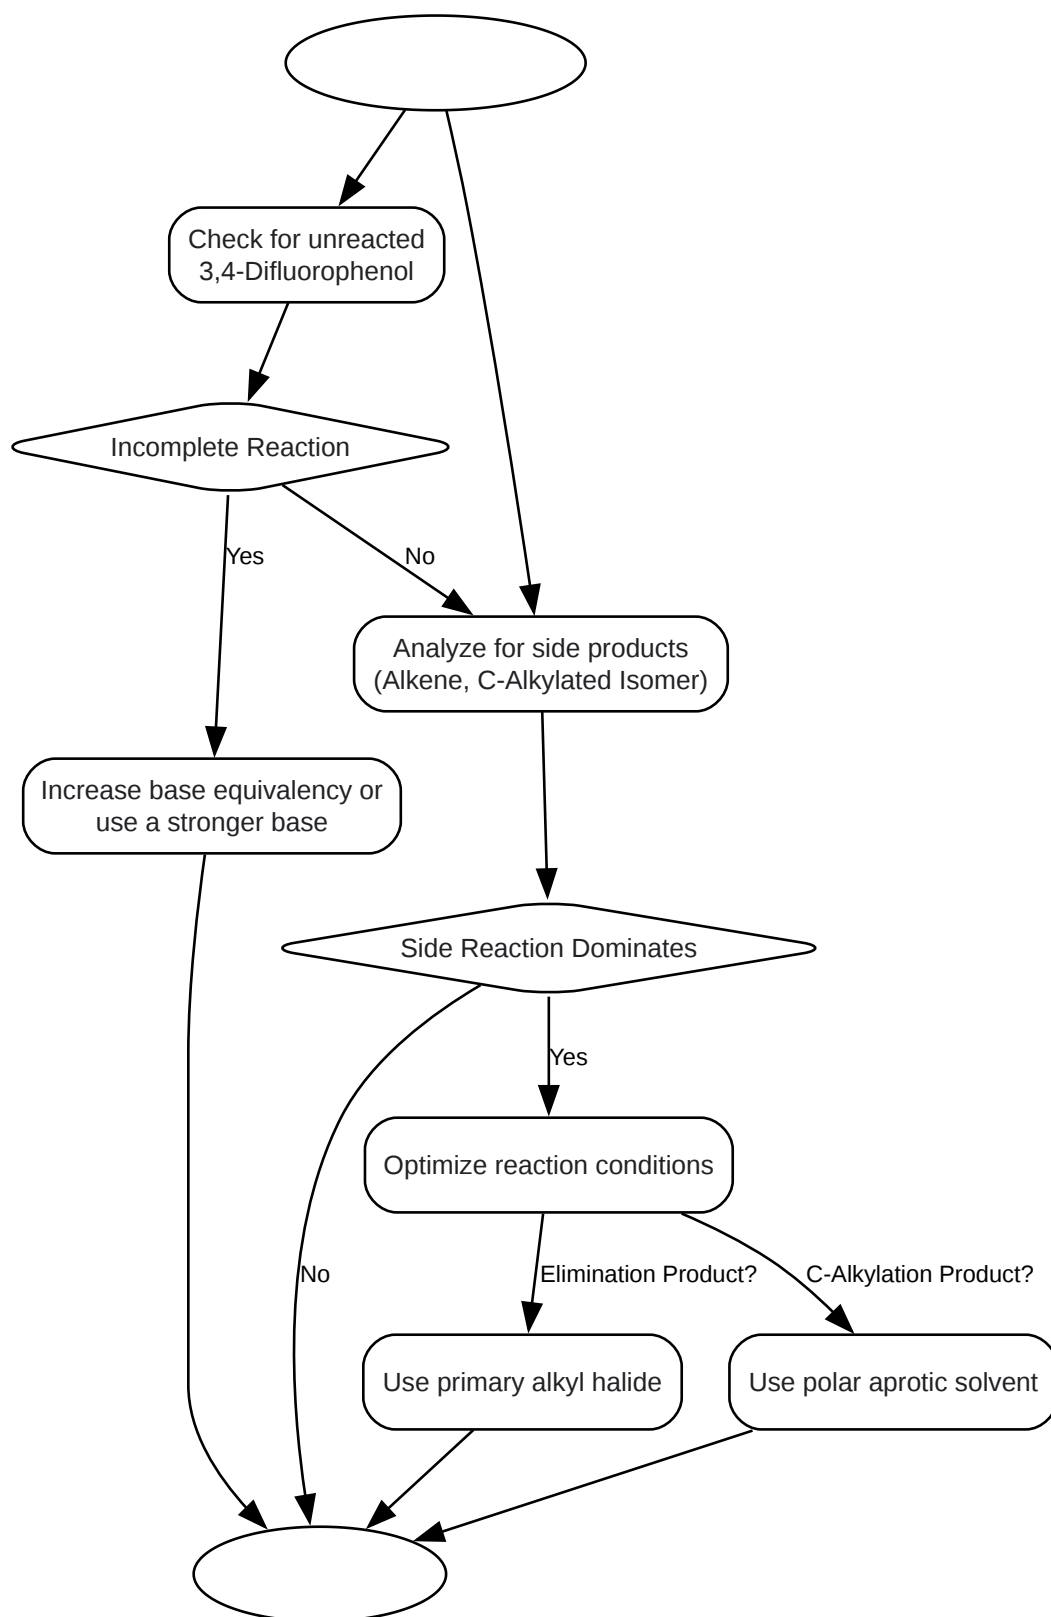 Check for unreacted
3,4-Difluorophenol
Incomplete Reaction
Yes
No
Analyze for side products
(Alkene, C-Alkylated Isomer)
Increase base equivalency or
use a stronger base
Side Reaction Dominates
Yes
Optimize reaction conditions
No
Elimination Product?
C-Alkylation Product?
Use primary alkyl halide
Use polar aprotic solvent